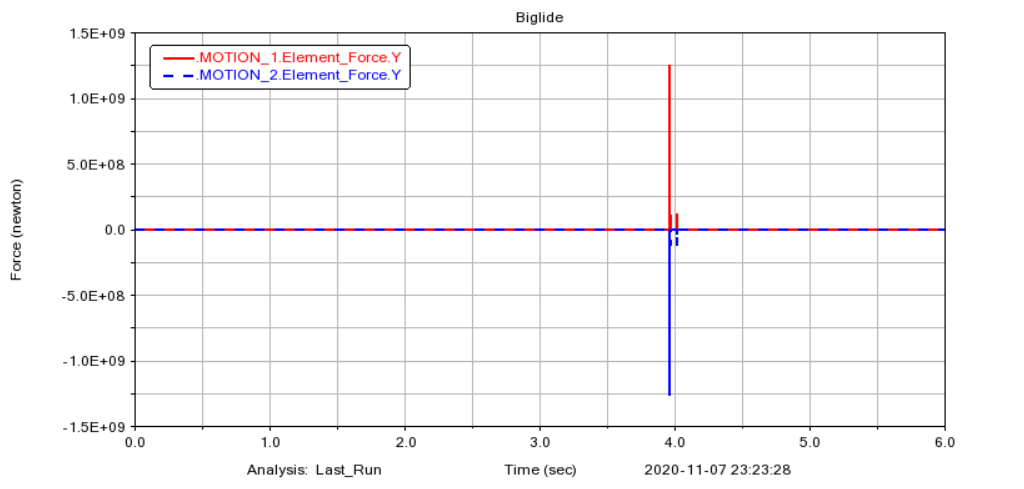 Biglide
1.5E+09
.MOTION_1.Element_Force.Y
.MOTION_2.Element_Force.Y
1.0E+09
5.0E+08
0.0
-5.0E+08
-1.0E+09
-1.5E+09
Force (newton)
0.0 1.0 2.0 3.0 4.0 5.0 6.0
Analysis: Last_Run Time (sec) 2020-11-07 23:23:28